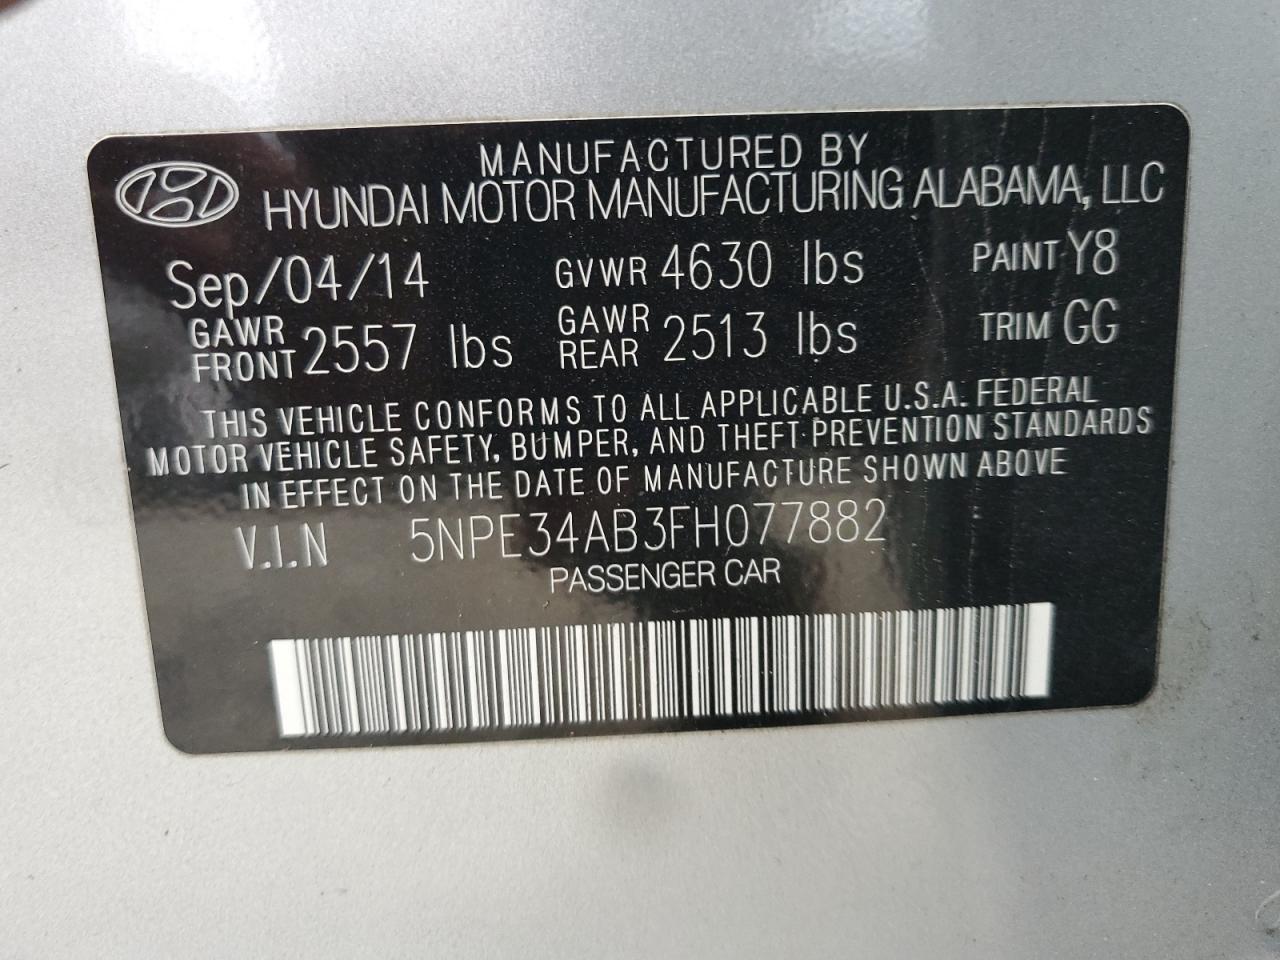 MANUFACTURED BY
HYUNDAI MOTOR MANUFACTURING ALABAMA, LLC
Sep/04/14 GVWR 4630 lbs PAINT Y8
GAWR FRONT 2557 lbs GAWR REAR 2513 lbs TRIM GG
THIS VEHICLE CONFORMS TO ALL APPLICABLE U.S.A. FEDERAL
MOTOR VEHICLE SAFETY, BUMPER, AND THEFT PREVENTION STANDARDS
IN EFFECT ON THE DATE OF MANUFACTURE SHOWN ABOVE
V.I.N 5NPE34AB3FH077882
PASSENGER CAR